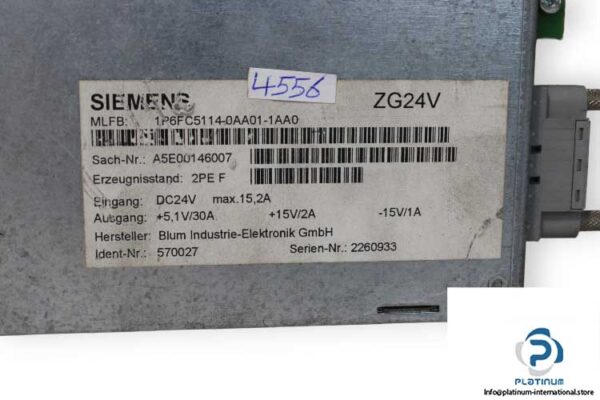 4556
SIEMENS ZG24V
MLFB: 1P6FC5114-0AA01-1AA0
Sach-Nr.: A5E00146007
Erzeugnisstand: 2PE F
Eingang: DC24V max.15,2A
Ausgang: +5,1V/30A +15V/2A -15V/1A
Hersteller: Blum Industrie-Elektronik GmbH
Ident-Nr.: 570027 Serien-Nr.: 2260933
PLATINUM
http://platinum-international.store